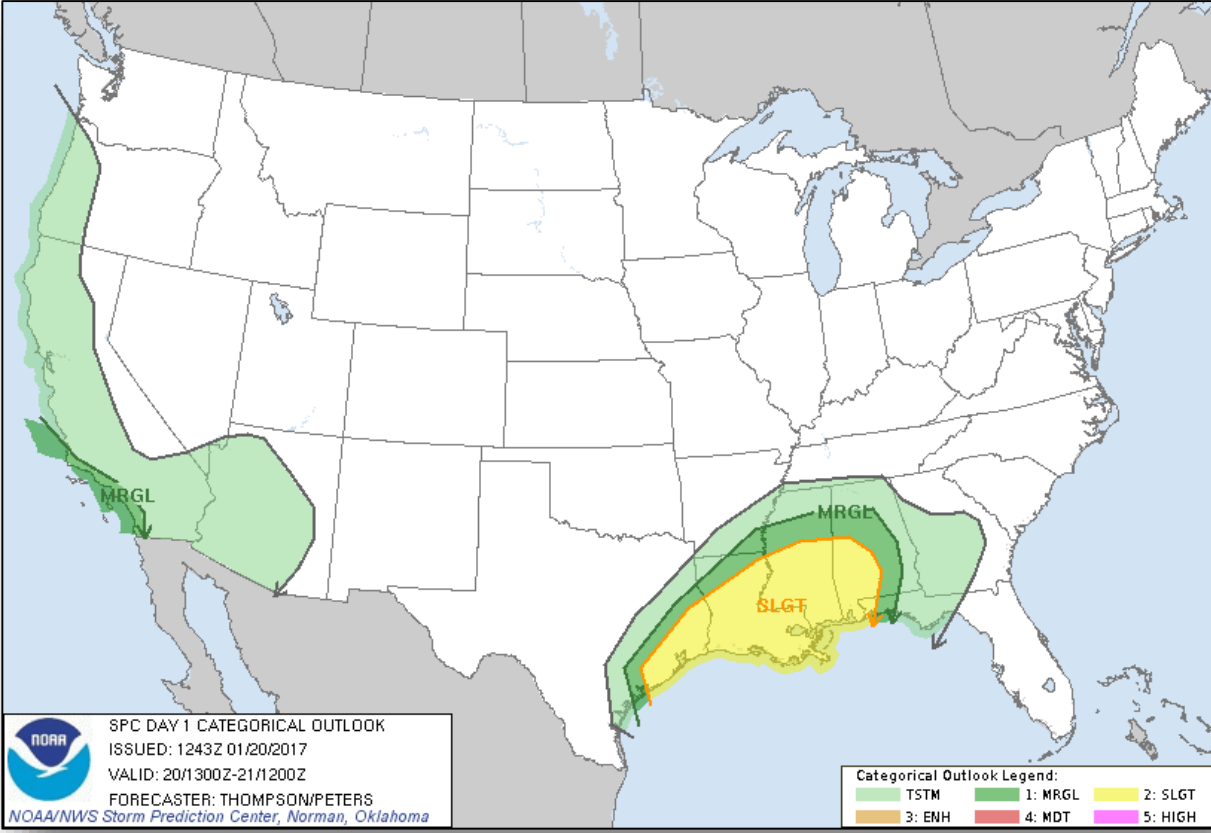 MRGL
MRGL
SLGT
NOAA
SPC DAY 1 CATEGORICAL OUTLOOK
ISSUED: 1243Z 01/20/2017
VALID: 20/1300Z-21/1200Z
FORECASTER: THOMPSON/PETERS
NOAA/NWS Storm Prediction Center, Norman, Oklahoma
Categorical Outlook Legend:
TSTM 1: MRGL 2: SLGT
3: ENH 4: MDT 5: HIGH